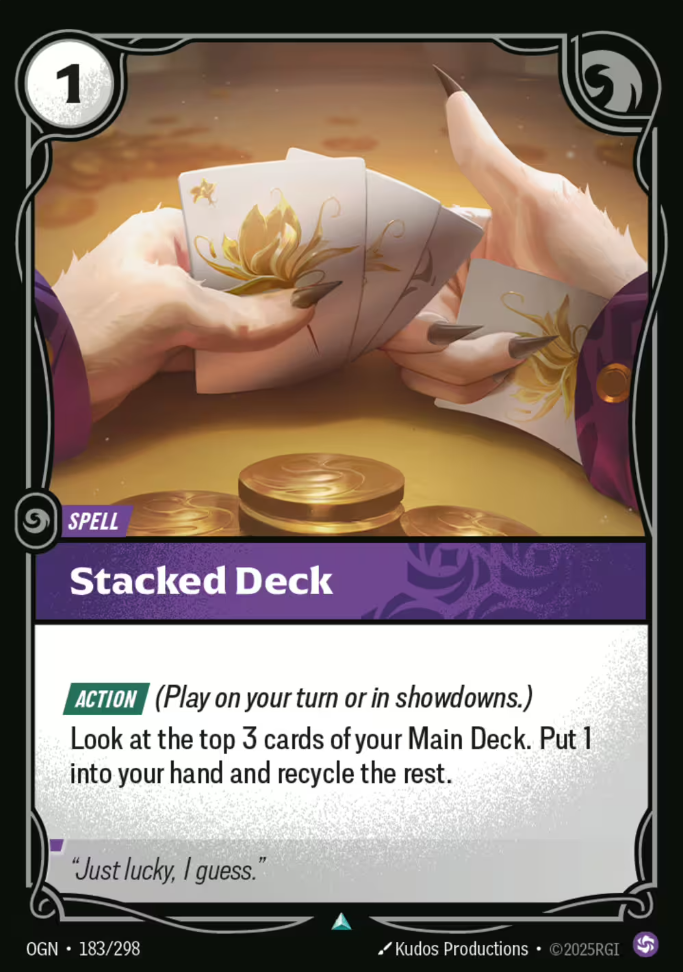 1
SPELL
Stacked Deck
ACTION (Play on your turn or in showdowns.)
Look at the top 3 cards of your Main Deck. Put 1
into your hand and recycle the rest.
“Just lucky, I guess.”
OGN • 183/298
Kudos Productions • ©2025RGI